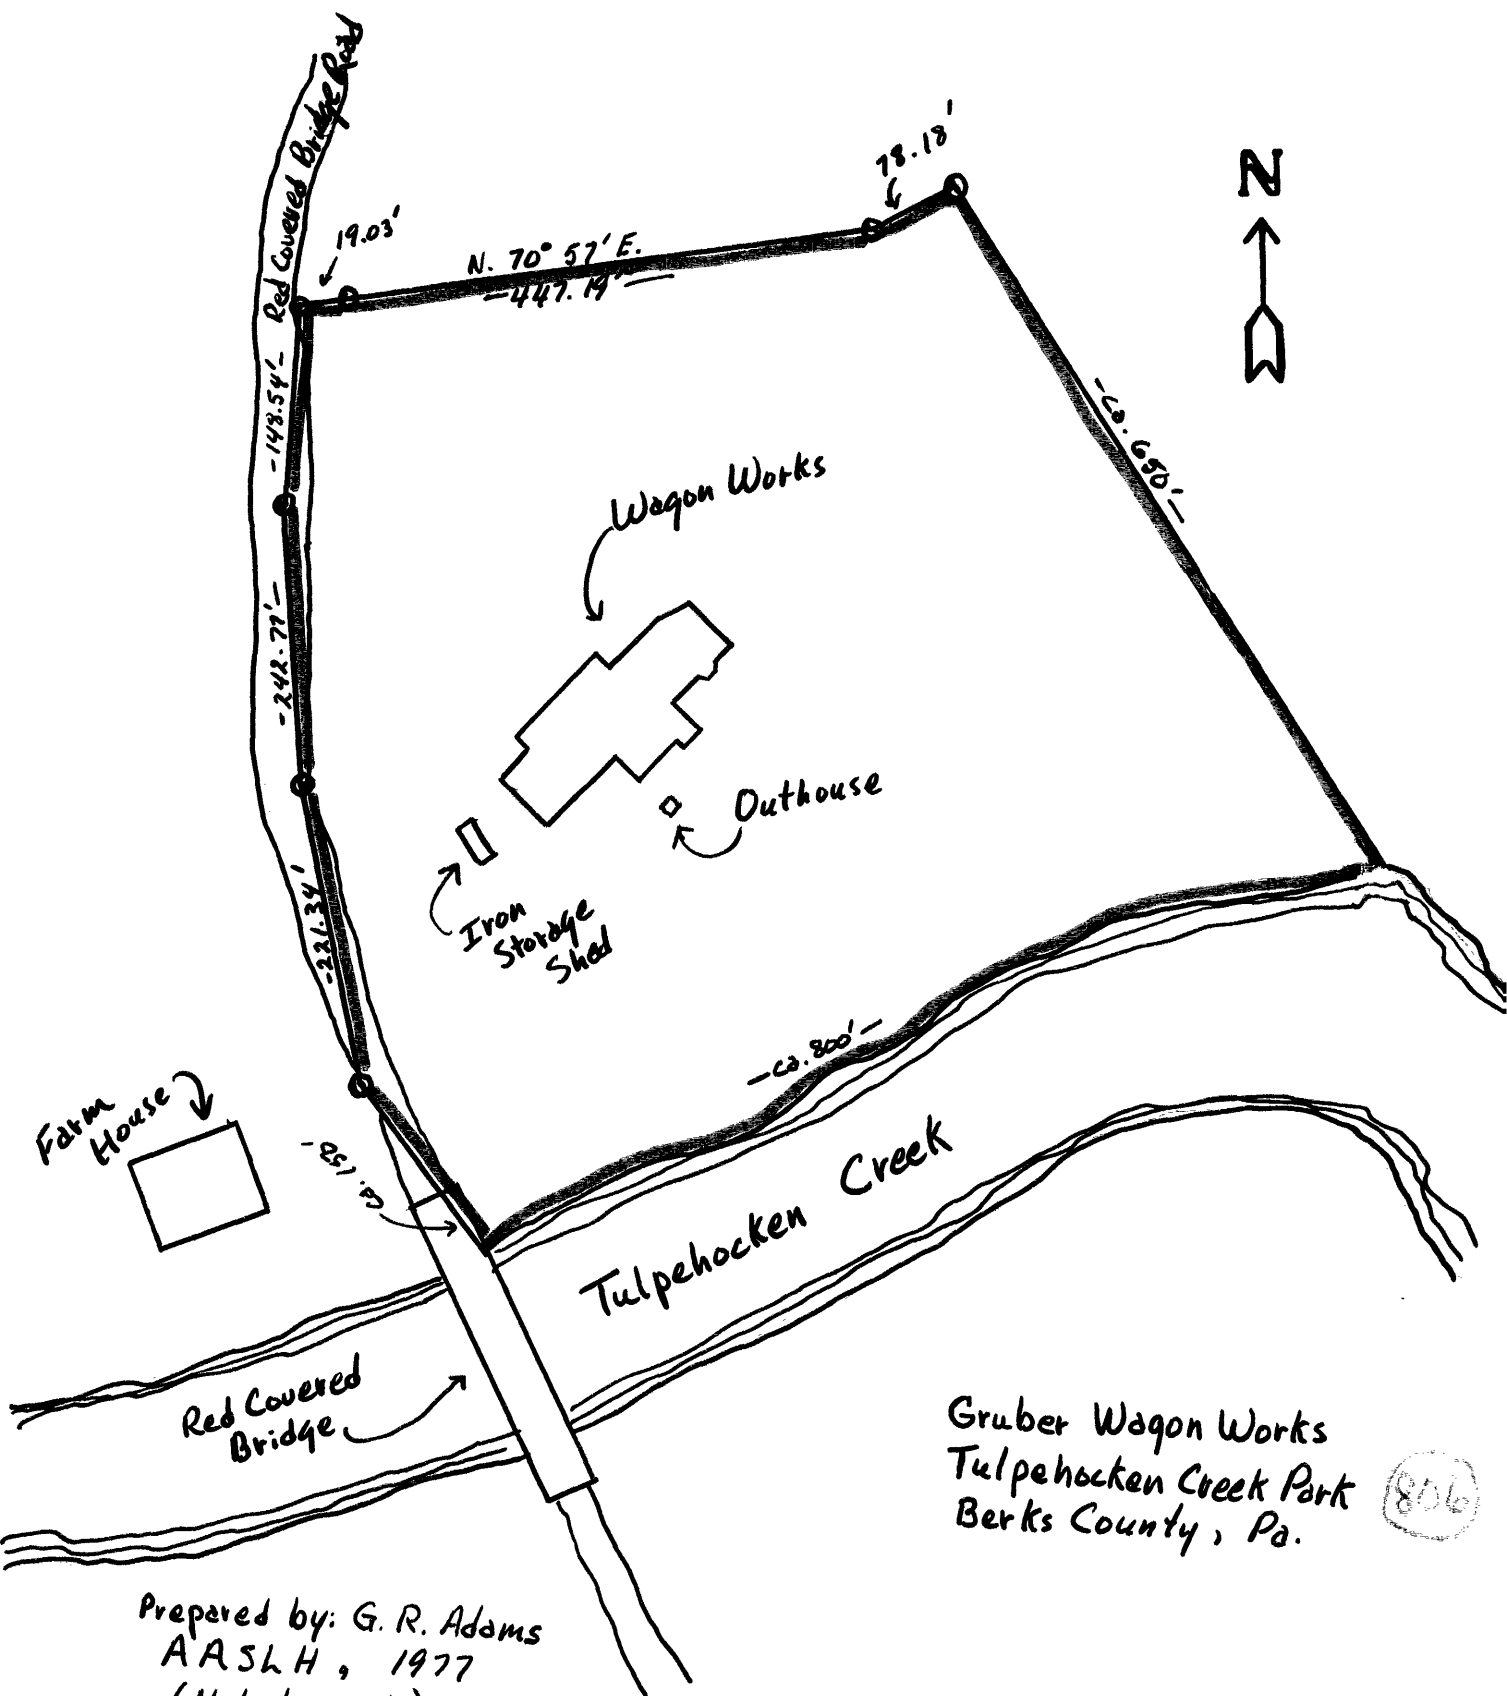 Red Covered Bridge Road
78.18'
N
19.03'
N. 70° 57' E.
-447.19'-
-148.54'-
-ca. 650'-
Wagon Works
-242.77'-
Outhouse
-221.34'
Iron
Storage
Shed
-ca. 800'-
Farm
House
ca. 150'-
Tulpehocken Creek
Red Covered
Bridge
Gruber Wagon Works
Tulpehocken Creek Park
Berks County, Pa.
806
Prepared by: G. R. Adams
AASLH, 1977